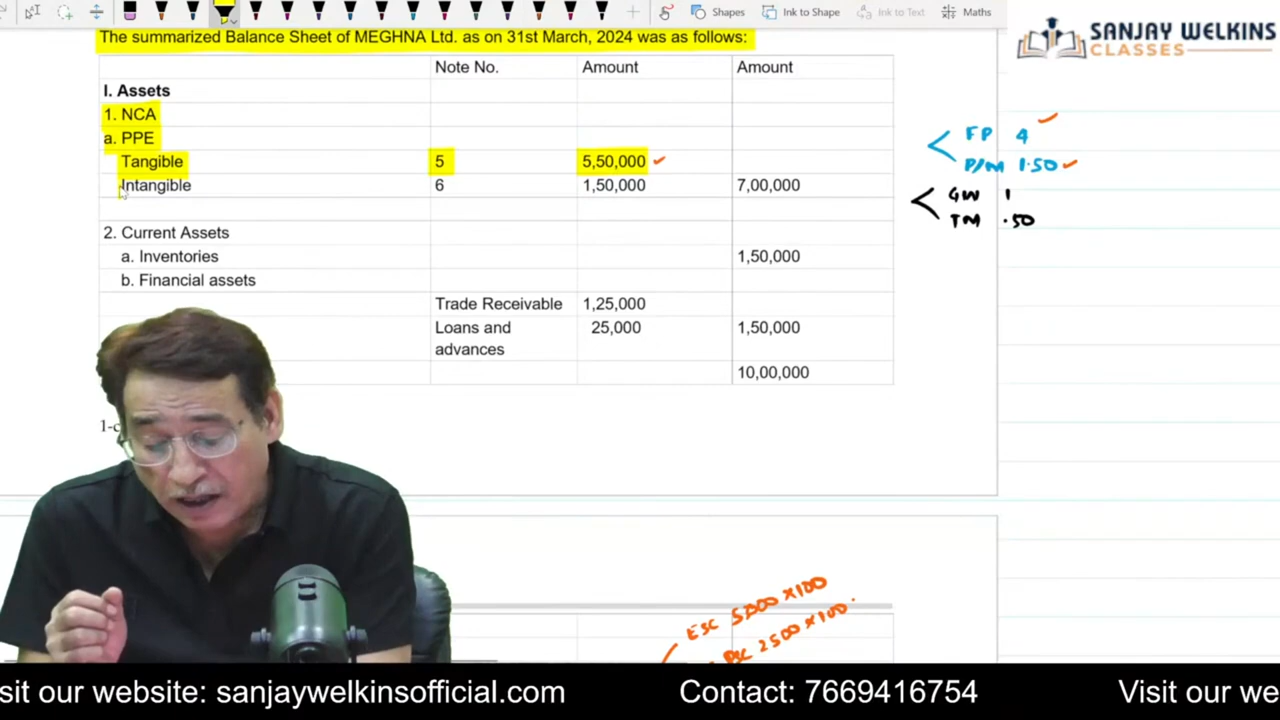 Shapes Ink to Shape Ink to Text Maths
SANJAY WELKINS
CLASSES
The summarized Balance Sheet of MEGHNA Ltd. as on 31st March, 2024 was as follows:
Note No. Amount Amount
I. Assets
1. NCA
a. PPE
Tangible 5 5,50,000
Intangible 6 1,50,000 7,00,000
2. Current Assets
a. Inventories 1,50,000
b. Financial assets
Trade Receivable 1,25,000
Loans and advances 25,000 1,50,000
10,00,000
FP 4
P/M 1.50
GW 1
TM .50
ESC 5000 x 100
PSC 2500 x 100
sit our website: sanjaywelkinsofficial.com Contact: 7669416754 Visit our we